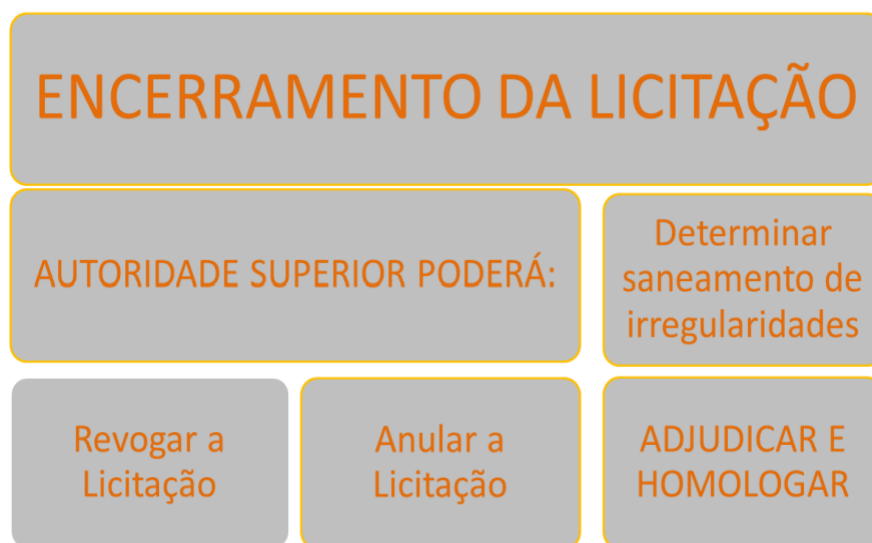 ENCERRAMENTO DA LICITAÇÃO
AUTORIDADE SUPERIOR PODERÁ:
Determinar
saneamento de
irregularidades
Revogar a
Licitação
Anular a
Licitação
ADJUDICAR E
HOMOLOGAR